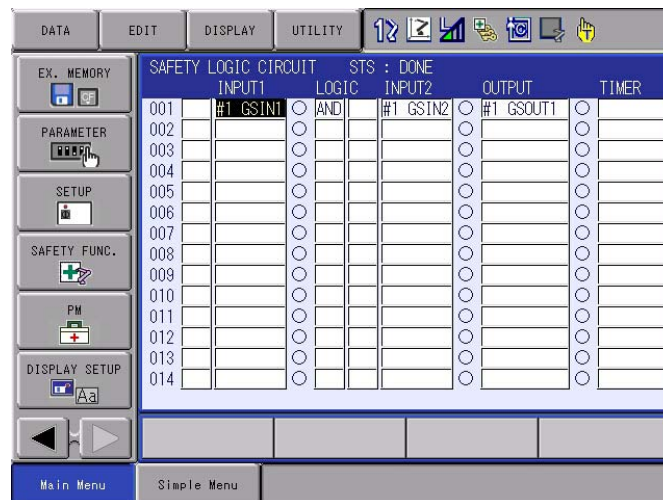 DATA EDIT DISPLAY UTILITY
EX. MEMORY
CF
PARAMETER
SETUP
SAFETY FUNC.
PM
DISPLAY SETUP
Aa
SAFETY LOGIC CIRCUIT STS : DONE
INPUT1 LOGIC INPUT2 OUTPUT TIMER
001 #1 GSIN1 AND #1 GSIN2 #1 GSOUT1
002
003
004
005
006
007
008
009
010
011
012
013
014
Main Menu Simple Menu